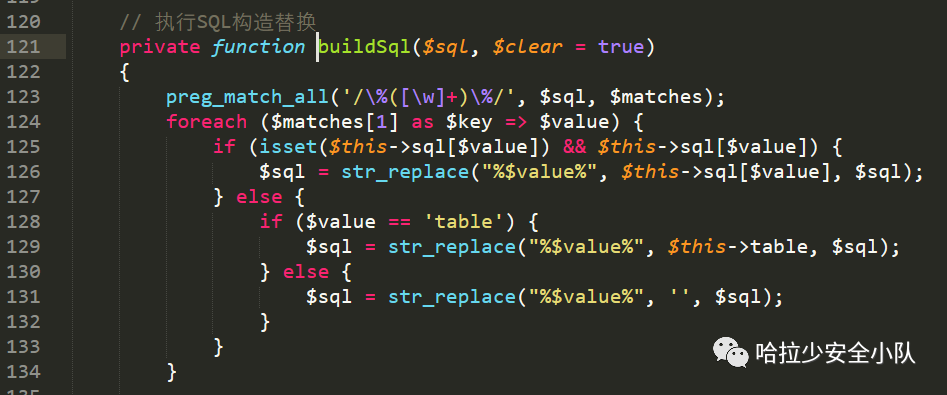 120 // 执行SQL构造替换
121 private function buildSql($sql, $clear = true)
122 {
123 preg_match_all('/\%([\w]+)\%/', $sql, $matches);
124 foreach ($matches[1] as $key => $value) {
125 if (isset($this->sql[$value]) && $this->sql[$value]) {
126 $sql = str_replace("%$value%", $this->sql[$value], $sql);
127 } else {
128 if ($value == 'table') {
129 $sql = str_replace("%$value%", $this->table, $sql);
130 } else {
131 $sql = str_replace("%$value%", '', $sql);
132 }
133 }
134 }
哈拉少安全小队